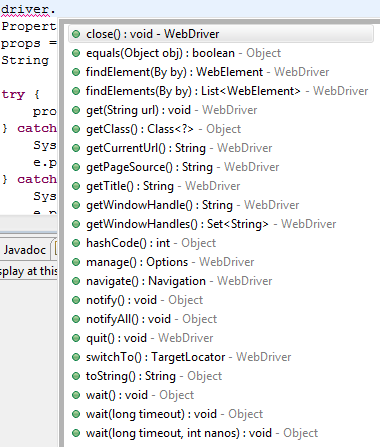 driver.
Propert
props =
String
try {
pro
} catch
Sys
e.p
} catch
Sys
e.p
Javadoc
splay at this
close() : void - WebDriver
equals(Object obj) : boolean - Object
findElement(By by) : WebElement - WebDriver
findElements(By by) : List<WebElement> - WebDriver
get(String url) : void - WebDriver
getClass() : Class<?> - Object
getCurrentUrl() : String - WebDriver
getPageSource() : String - WebDriver
getTitle() : String - WebDriver
getWindowHandle() : String - WebDriver
getWindowHandles() : Set<String> - WebDriver
hashCode() : int - Object
manage() : Options - WebDriver
navigate() : Navigation - WebDriver
notify() : void - Object
notifyAll() : void - Object
quit() : void - WebDriver
switchTo() : TargetLocator - WebDriver
toString() : String - Object
wait() : void - Object
wait(long timeout) : void - Object
wait(long timeout, int nanos) : void - Object